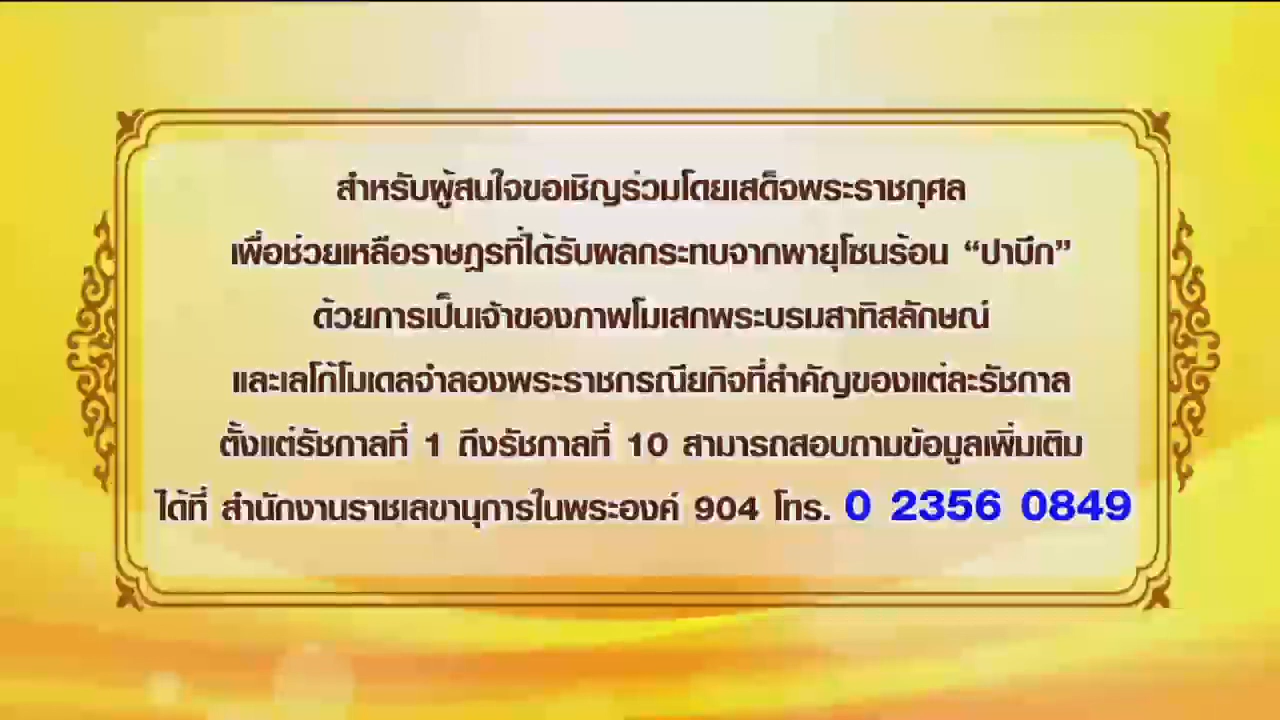 สำหรับผู้สนใจขอเชิญร่วมโดยเสด็จพระราชกุศล
เพื่อช่วยเหลือราษฎรที่ได้รับผลกระทบจากพายุโซนร้อน “ปาบึก”
ด้วยการเป็นเจ้าของภาพโมเสกพระบรมสาทิสลักษณ์
และเลโก้โมเดลจำลองพระราชกรณียกิจที่สำคัญของแต่ละรัชกาล
ตั้งแต่รัชกาลที่ 1 ถึงรัชกาลที่ 10 สามารถสอบถามข้อมูลเพิ่มเติม
ได้ที่ สำนักงานราชเลขานุการในพระองค์ 904 โทร. 0 2356 0849